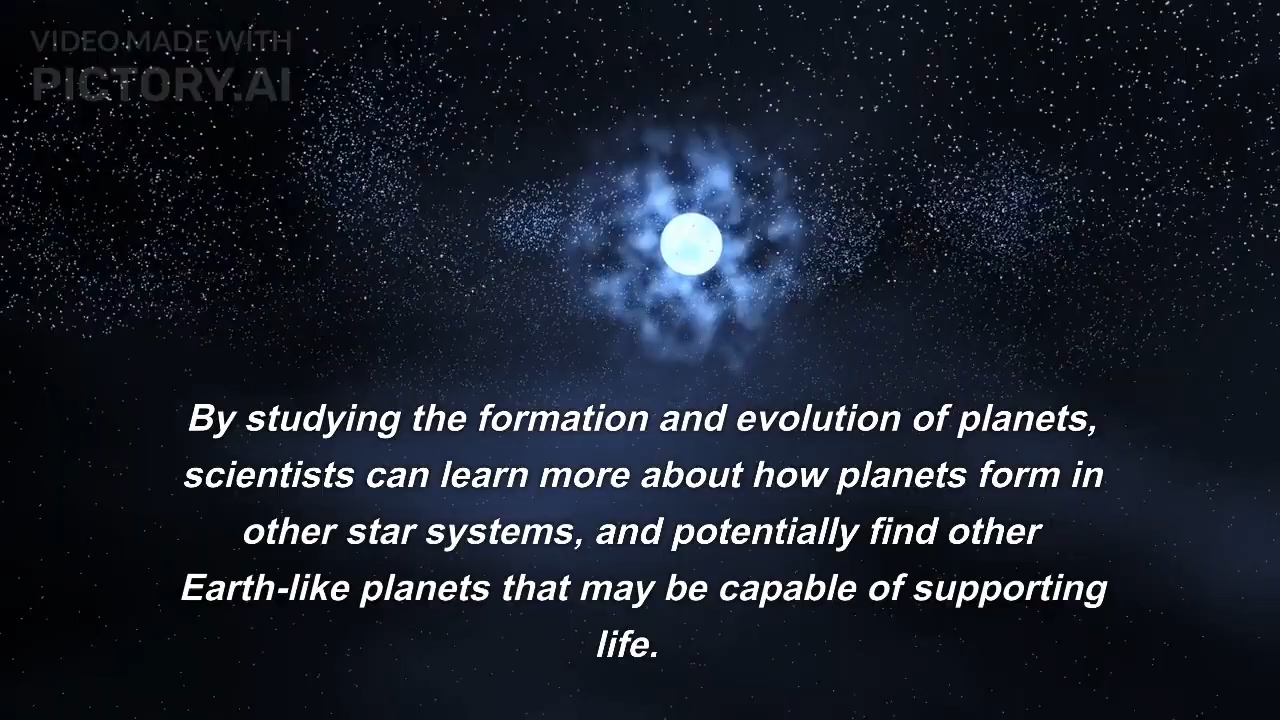 VIDEO MADE WITH
PICTORY.AI
By studying the formation and evolution of planets,
scientists can learn more about how planets form in
other star systems, and potentially find other
Earth-like planets that may be capable of supporting
life.